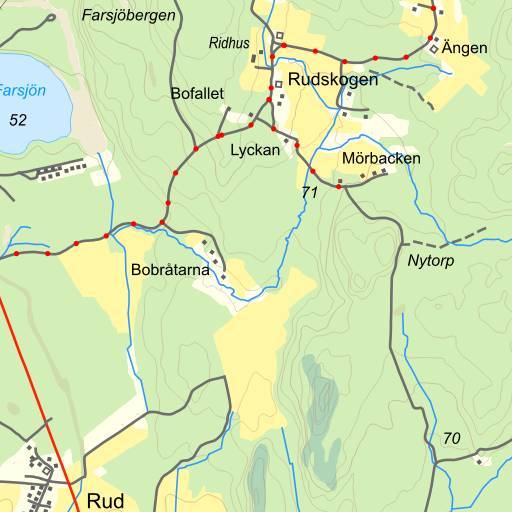 Farsjöbergen
Ridhus
Ängen
Rudskogen
Farsjön
Bofallet
52
Lyckan
Mörbacken
71
Nytorp
Bobråtarna
70
Rud